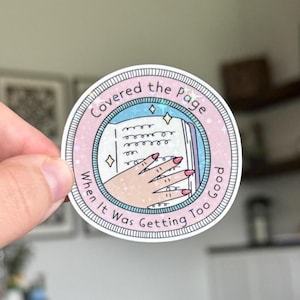 Covered the Page
When It Was Getting Too Good